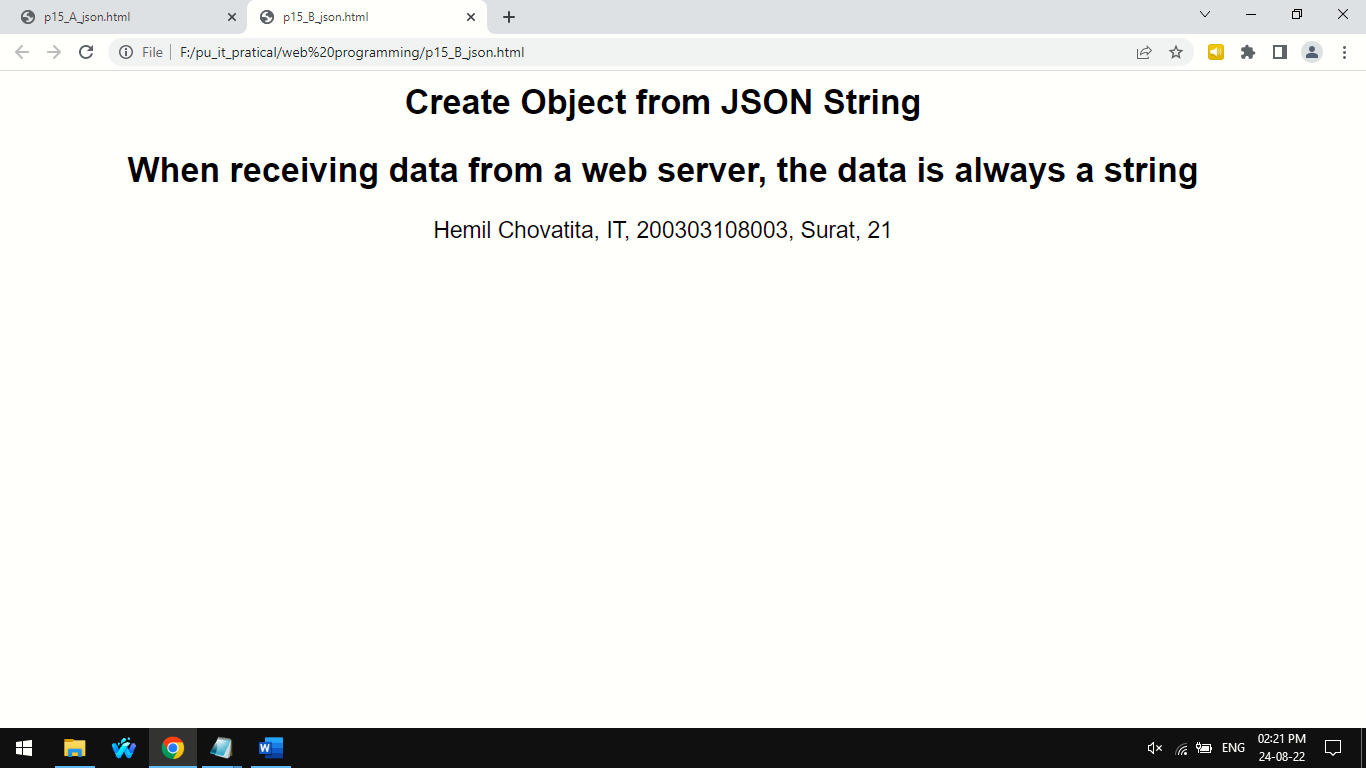 p15_A_json.html
p15_B_json.html
File
F:/pu_it_pratical/web%20programming/p15_B_json.html
Create Object from JSON String
When receiving data from a web server, the data is always a string
Hemil Chovatita, IT, 200303108003, Surat, 21
W
ENG
02:21 PM
24-08-22